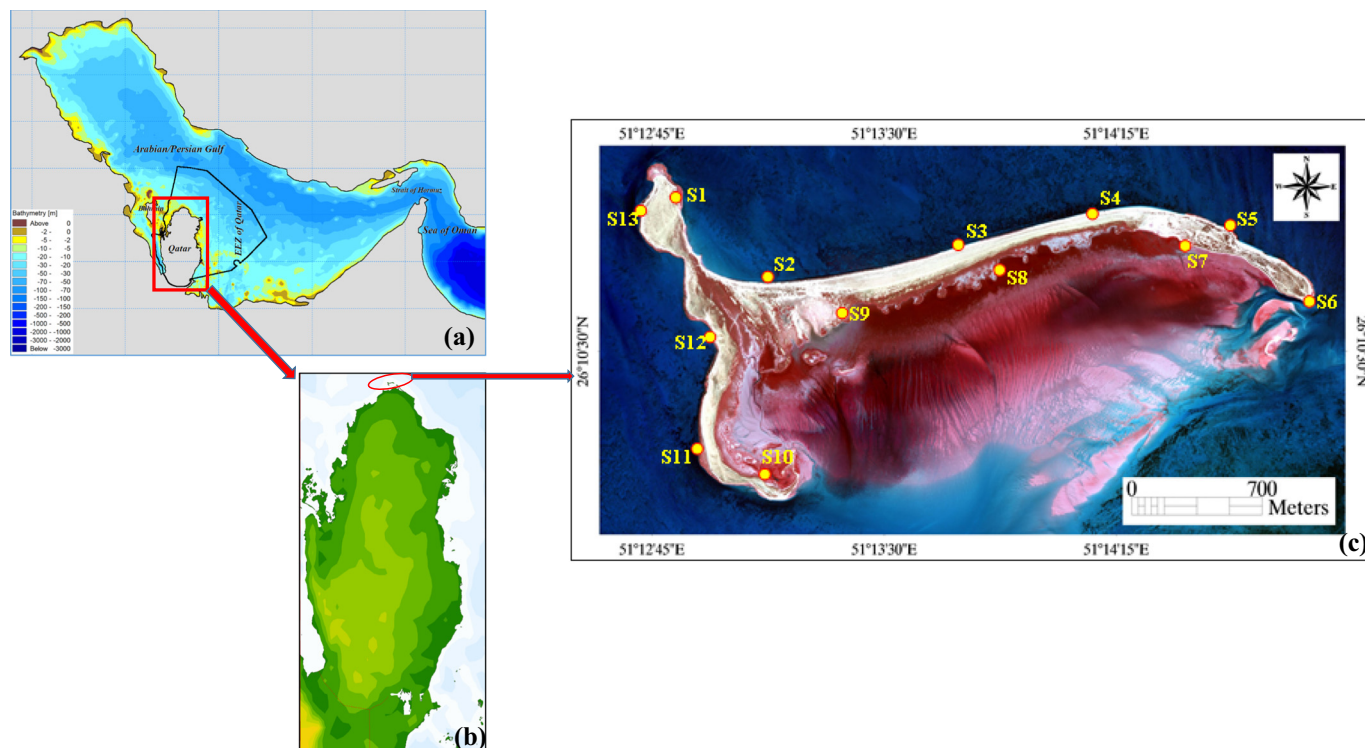 Arabian/Persian Gulf
Strait of Hormuz
Bahrain
Qatar
EEZ of Qatar
Sea of Oman
Bathymetry [m]
Above 0
-2 - 0
-5 - -2
-10 - -5
-20 - -10
-30 - -20
-50 - -30
-70 - -50
-100 - -70
-150 - -100
-200 - -150
-500 - -200
-1000 - -500
-2000 - -1000
-3000 - -2000
Below -3000
(a)
(b)
51°12'45"E 51°13'30"E 51°14'15"E
S1
S13
S4
S5
S3
S2
S7
S8
S6
S9
S12
S11
S10
N
W E
S
26°10'30"N
26°10'30"N
0 700
Meters
51°12'45"E 51°13'30"E 51°14'15"E
(c)